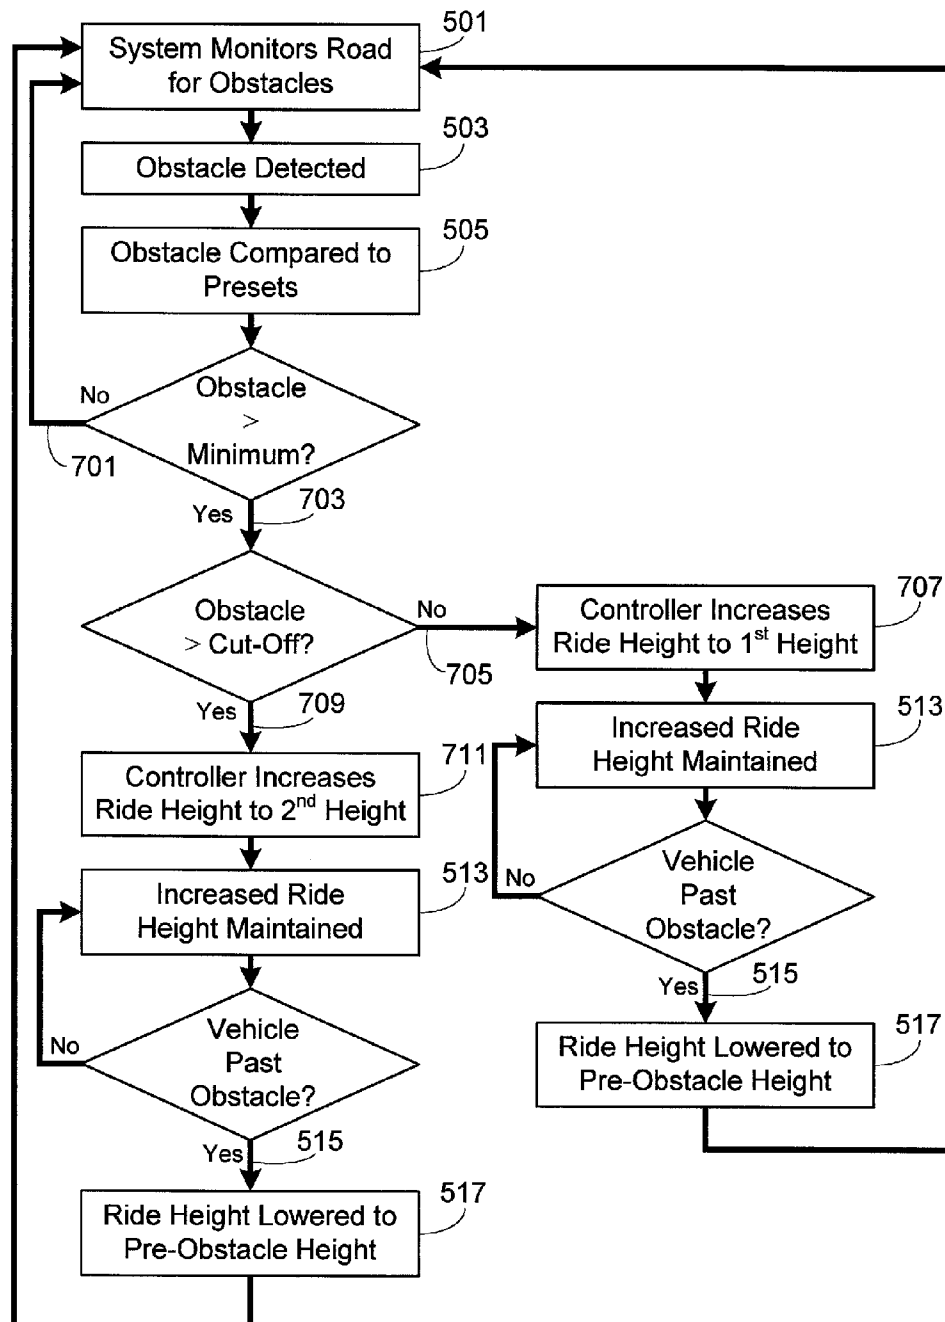 501
System Monitors Road
for Obstacles
503
Obstacle Detected
505
Obstacle Compared to
Presets
No
Obstacle
>
Minimum?
701
703
Yes
Obstacle
> Cut-Off?
No
705
707
Controller Increases
Ride Height to 1st Height
Yes
709
711
Controller Increases
Ride Height to 2nd Height
513
Increased Ride
Height Maintained
No
Vehicle
Past
Obstacle?
513
Increased Ride
Height Maintained
No
Vehicle
Past
Obstacle?
Yes
515
517
Ride Height Lowered to
Pre-Obstacle Height
Yes
515
517
Ride Height Lowered to
Pre-Obstacle Height